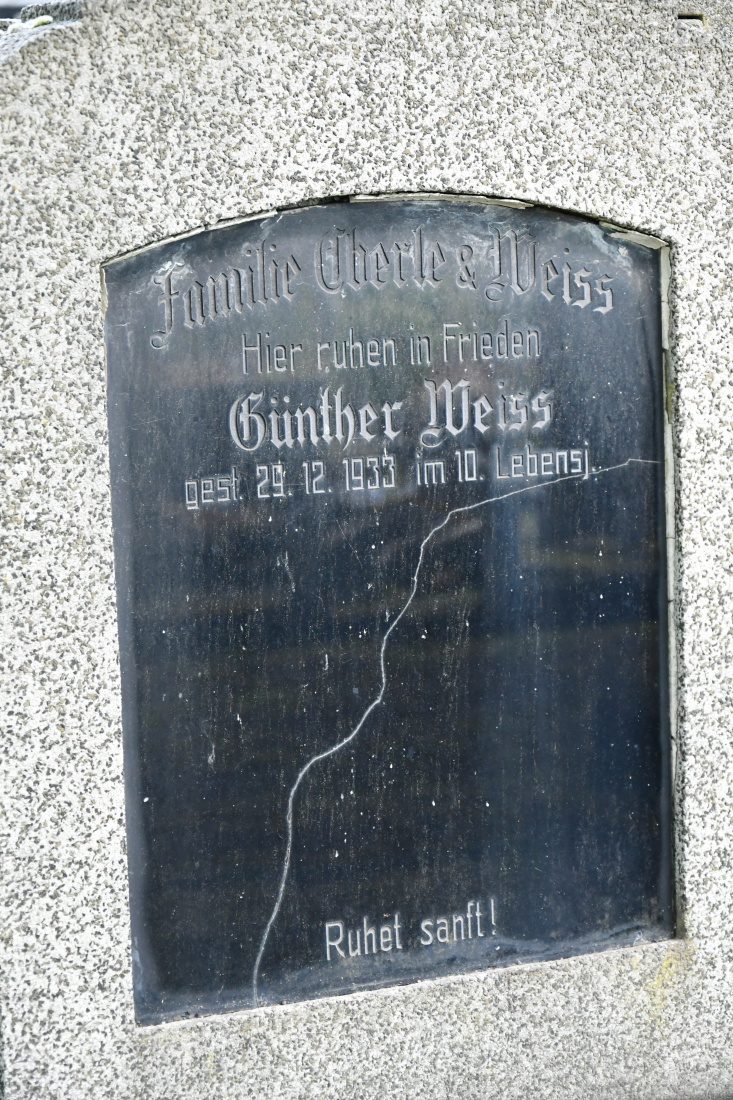 Familie Eberle & Weiss
Hier ruhen in Frieden
Günther Weiss
gest. 29. 12. 1933 im 10. Lebensj.
Ruhet sanft!